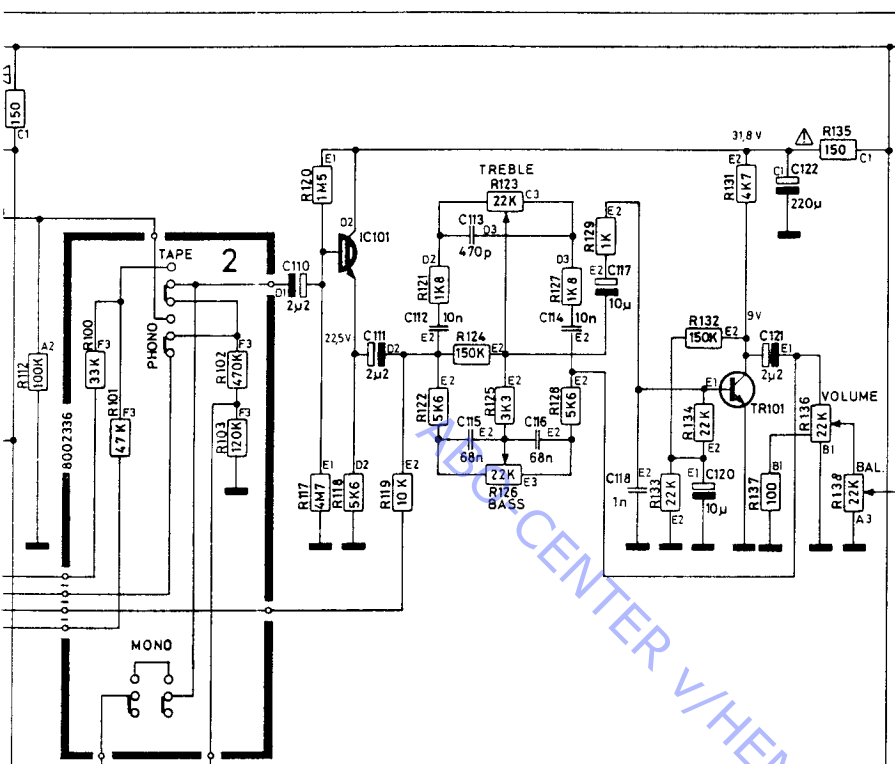 150
C1
31,8 V
R135
150
C1
E1
R120
1M5
TREBLE
R123
22K
C3
E2
R131
4K7
C1
C122
220µ
D2
IC101
C113
D3
470p
E2
R129
1K
TAPE
2
C110
D1
2µ2
D2
R121
1K8
D3
R127
1K8
E2
C117
10µ
C112
10n
E2
C114
10n
E2
9V
PHONO
R100
33K
F3
A2
R112
100K
F3
R102
470K
22,5V
C111
D2
2µ2
R124
150K
E2
R132
150K
E2
C121
E1
2µ2
R101
F3
47K
F3
R103
120K
E2
R122
5K6
E2
R125
3K3
E2
R128
5K6
E1
TR101
R134
22K
E2
VOLUME
R136
22K
B1
C115
E2
68n
C116
E2
68n
8002336
E1
R117
4M7
D2
R118
5K6
E2
R119
10K
22K
E3
R126
BASS
C118
E2
1n
R133
22K
E2
E1
C120
10µ
B1
R137
100
BAL.
R138
22K
A3
MONO
ABO-CENTER v/HEN